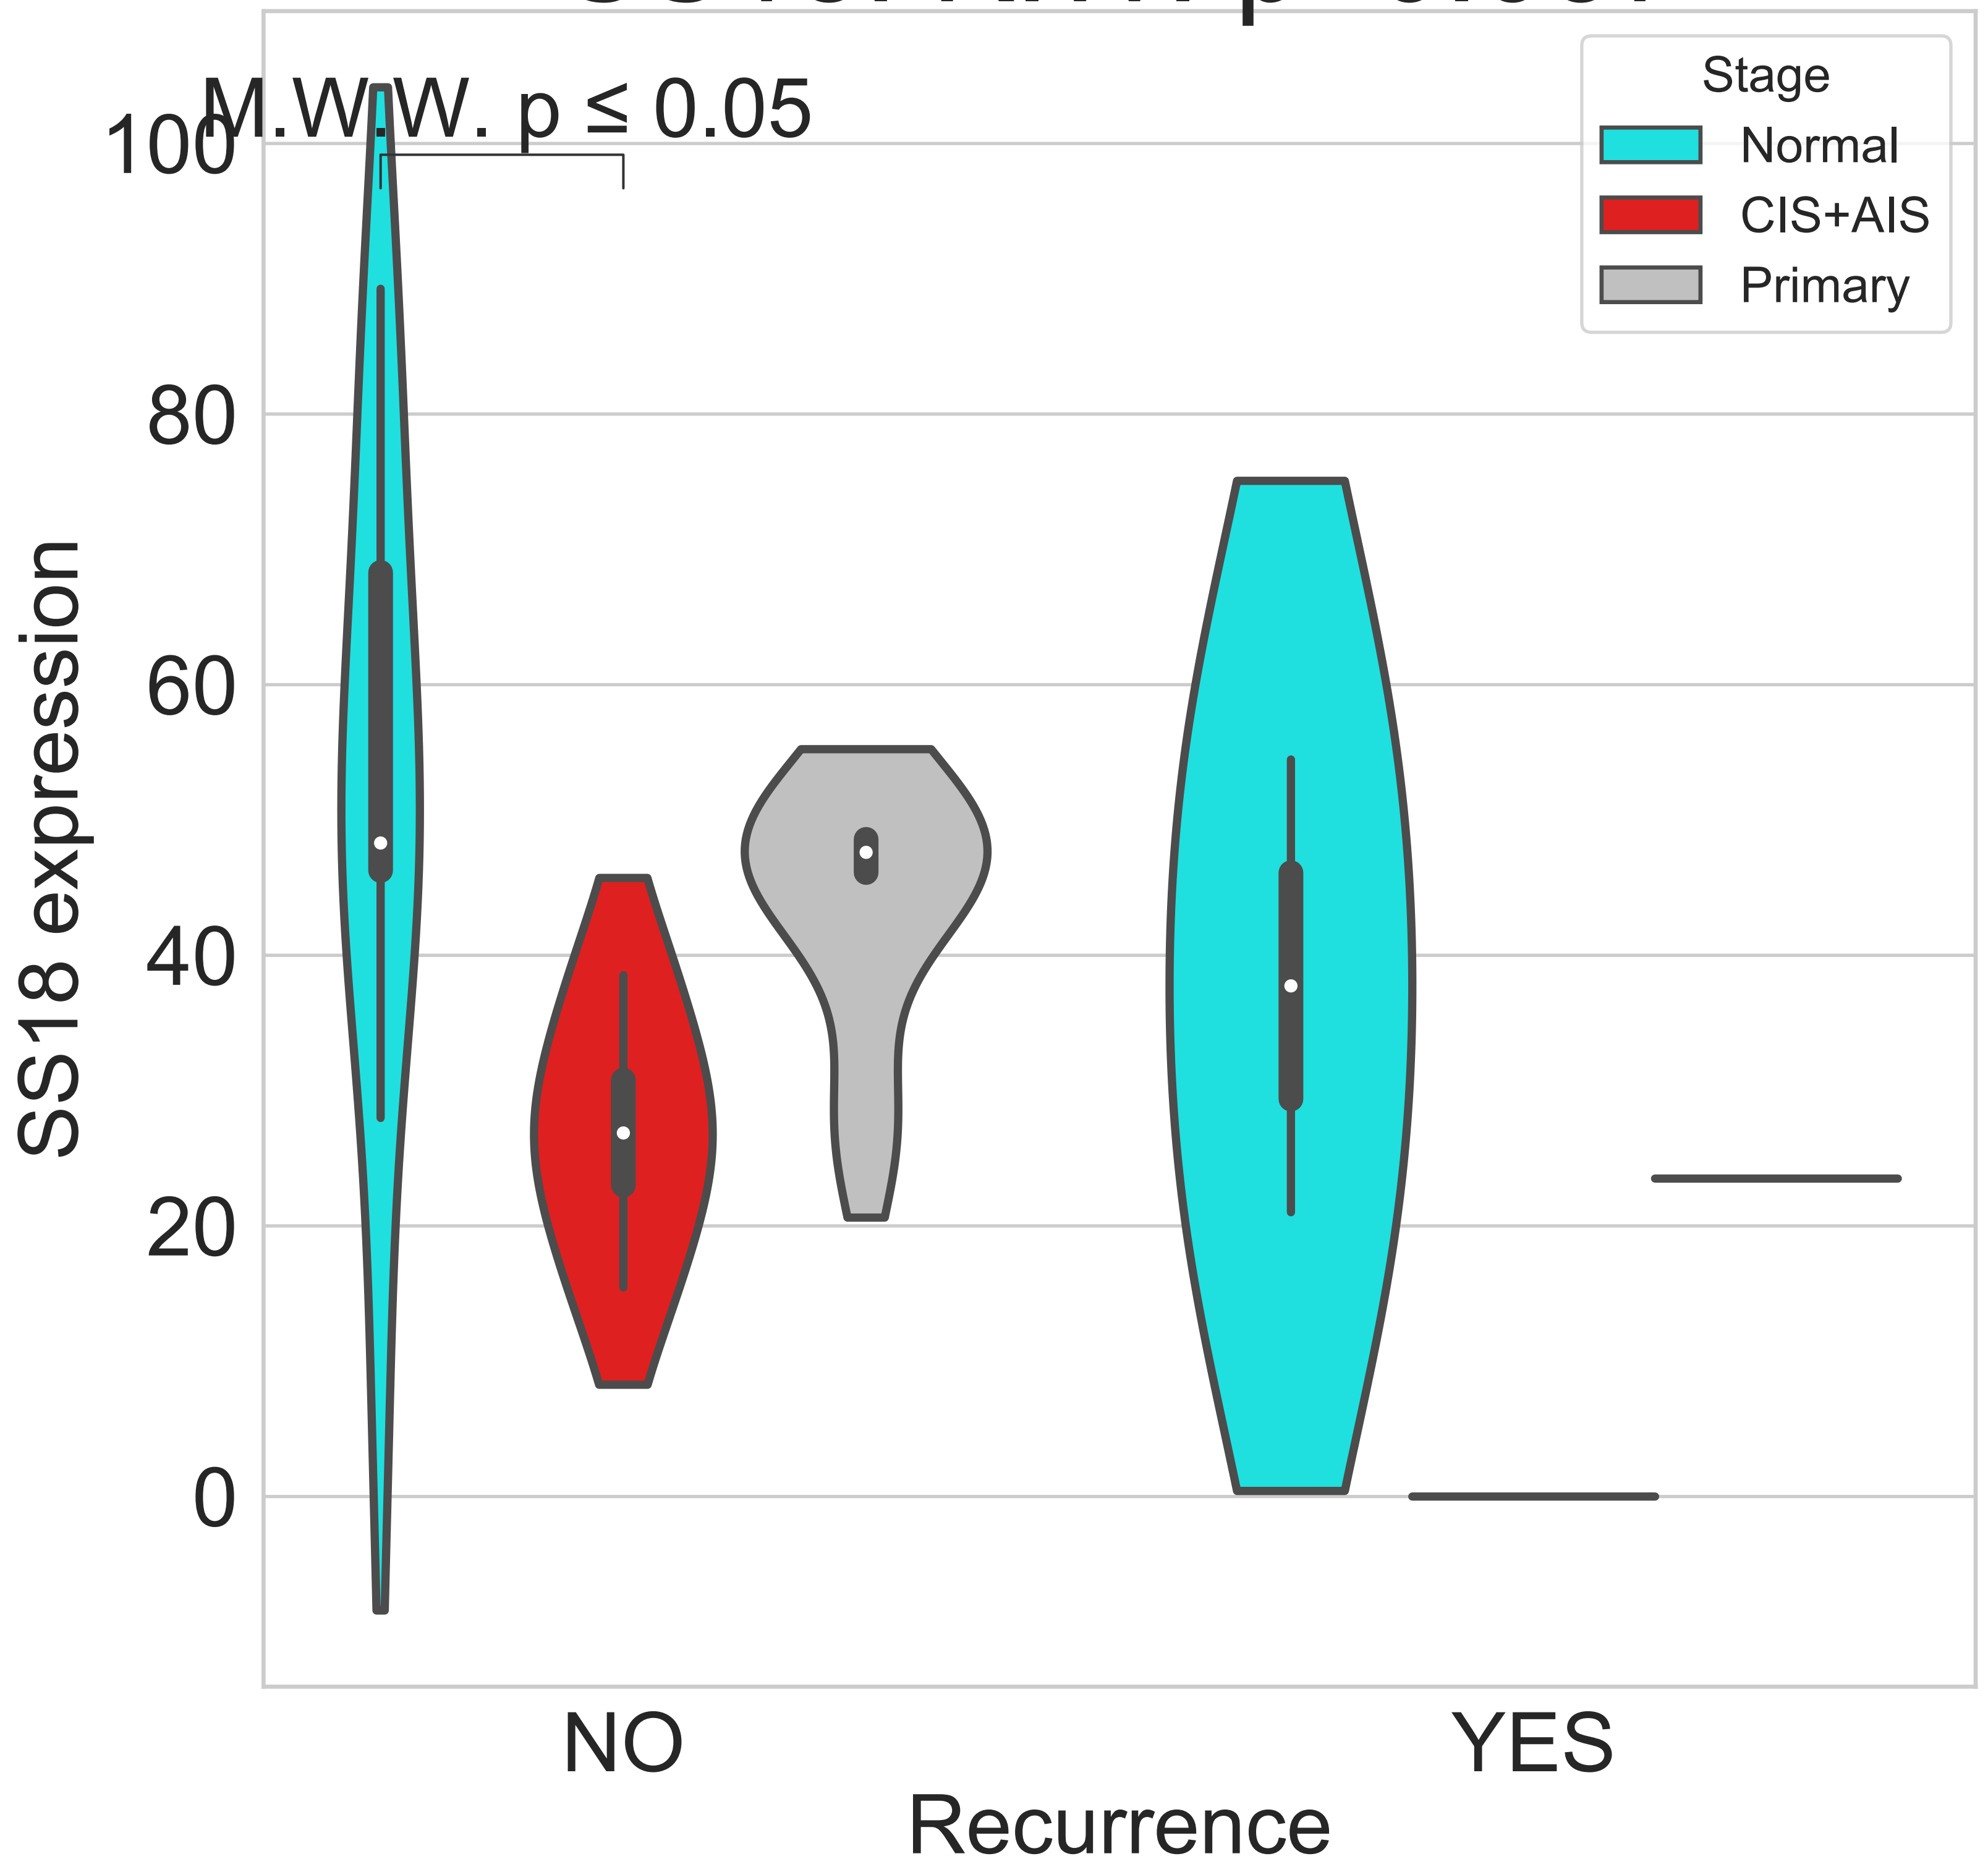 M.W.W. p ≤ 0.05
Stage
Normal
CIS+AIS
Primary
100
80
60
40
20
0
SS18 expression
NO
YES
Recurrence